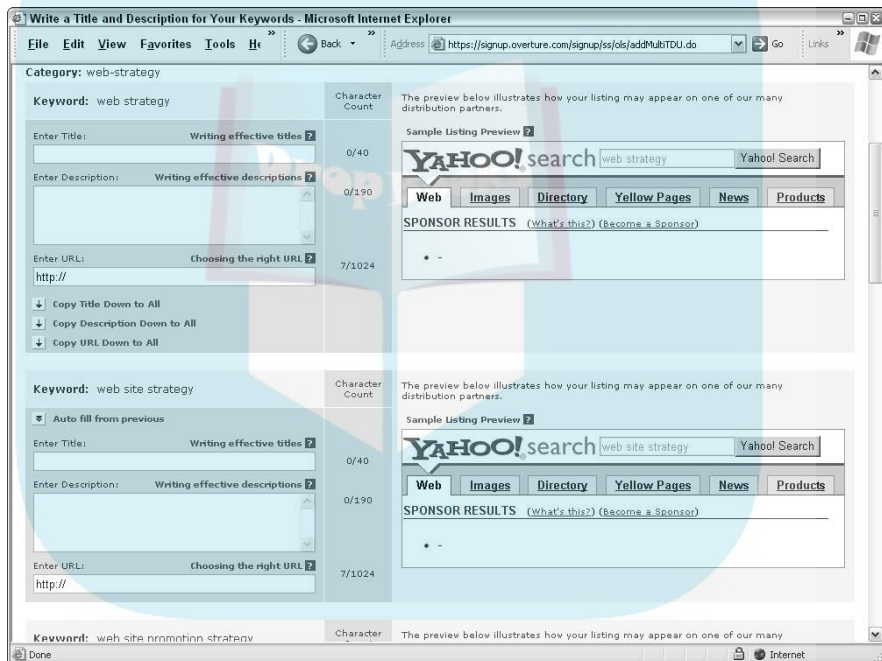 Write a Title and Description for Your Keywords - Microsoft Internet Explorer
File Edit View Favorites Tools He » Back » Address https://signup.overture.com/signup/ss/ols/addMultiTDU.do Go Links »
Category: web-strategy
Keyword: web strategy
Character Count
The preview below illustrates how your listing may appear on one of our many
distribution partners.
Enter Title: Writing effective titles ?
0/40
Enter Description: Writing effective descriptions ?
0/190
Enter URL: Choosing the right URL ?
7/1024
http://
Copy Title Down to All
Copy Description Down to All
Copy URL Down to All
Sample Listing Preview ?
YAHOO! search web strategy Yahoo! Search
Web Images Directory Yellow Pages News Products
SPONSOR RESULTS (What's this?) (Become a Sponsor)
• -
Keyword: web site strategy
Character Count
The preview below illustrates how your listing may appear on one of our many
distribution partners.
Auto fill from previous
Enter Title: Writing effective titles ?
0/40
Enter Description: Writing effective descriptions ?
0/190
Enter URL: Choosing the right URL ?
7/1024
http://
Sample Listing Preview ?
YAHOO! search web site strategy Yahoo! Search
Web Images Directory Yellow Pages News Products
SPONSOR RESULTS (What's this?) (Become a Sponsor)
• -
Keyword: web site promotion strategy
Character
The preview below illustrates how your listing may appear on one of our many
Done Internet